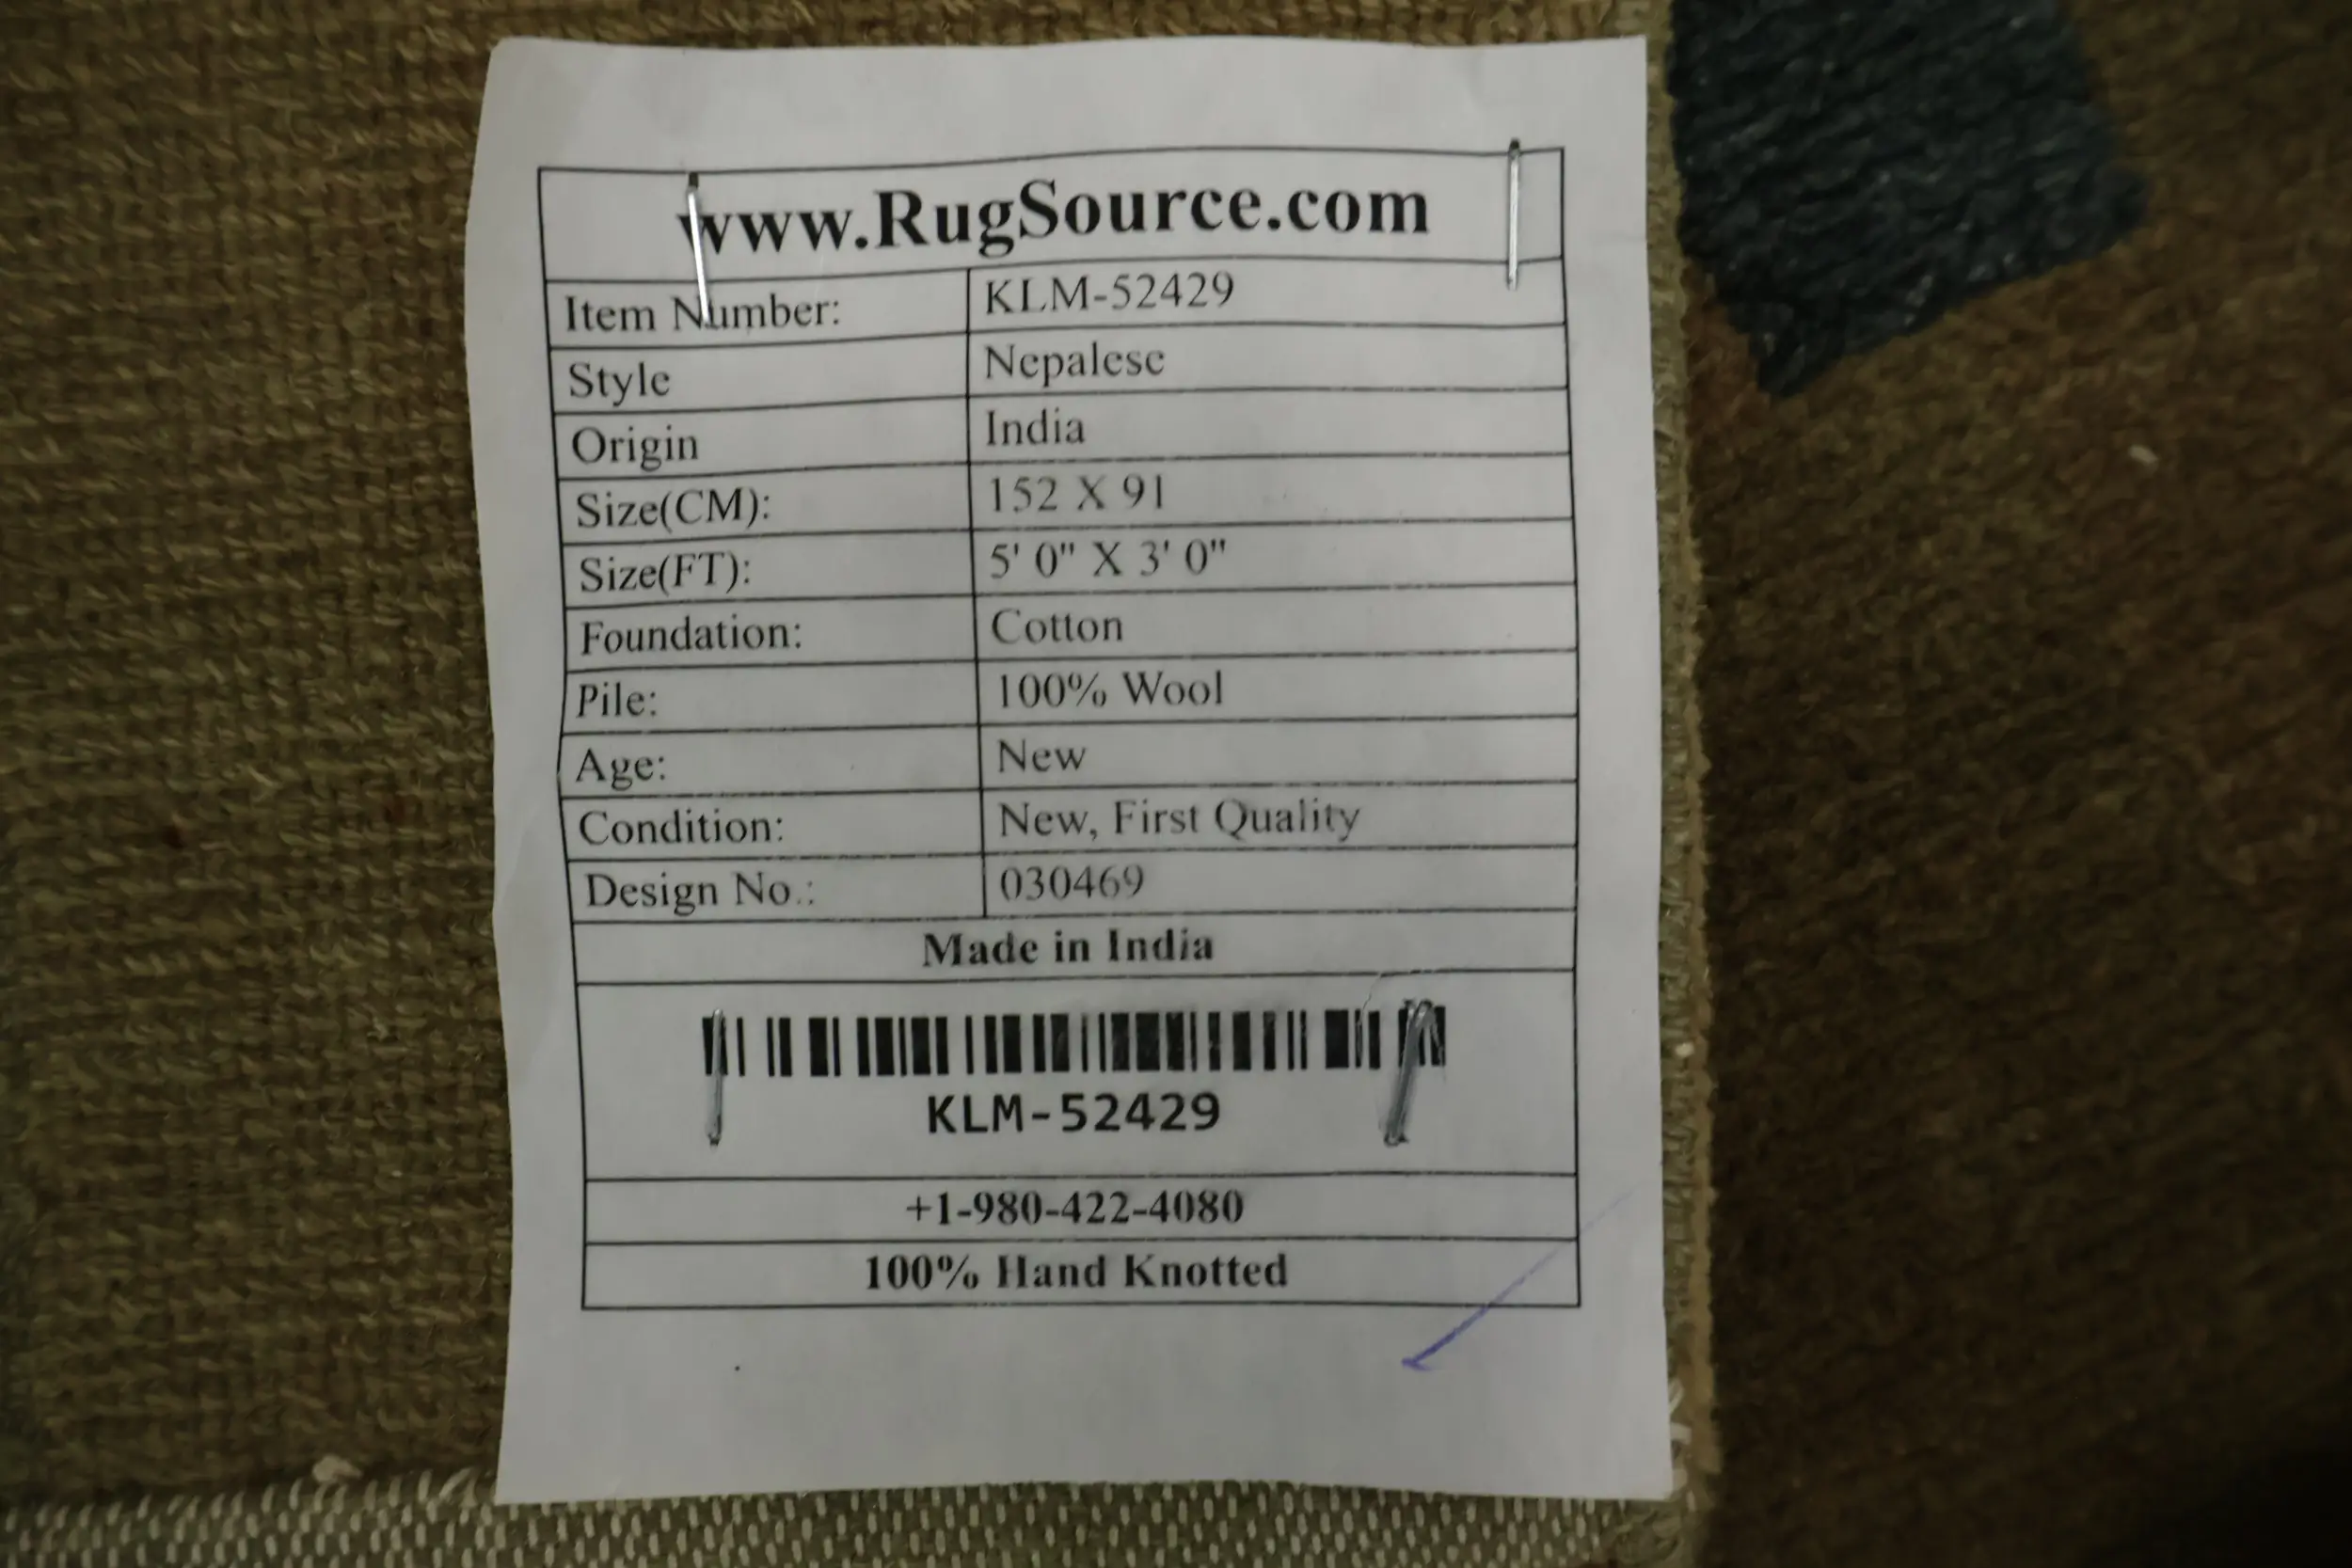 www.RugSource.com
Item Number: KLM-52429
Style Nepalese
Origin India
Size(CM): 152 X 91
Size(FT): 5' 0" X 3' 0"
Foundation: Cotton
Pile: 100% Wool
Age: New
Condition: New, First Quality
Design No.: 030469
Made in India
KLM-52429
+1-980-422-4080
100% Hand Knotted